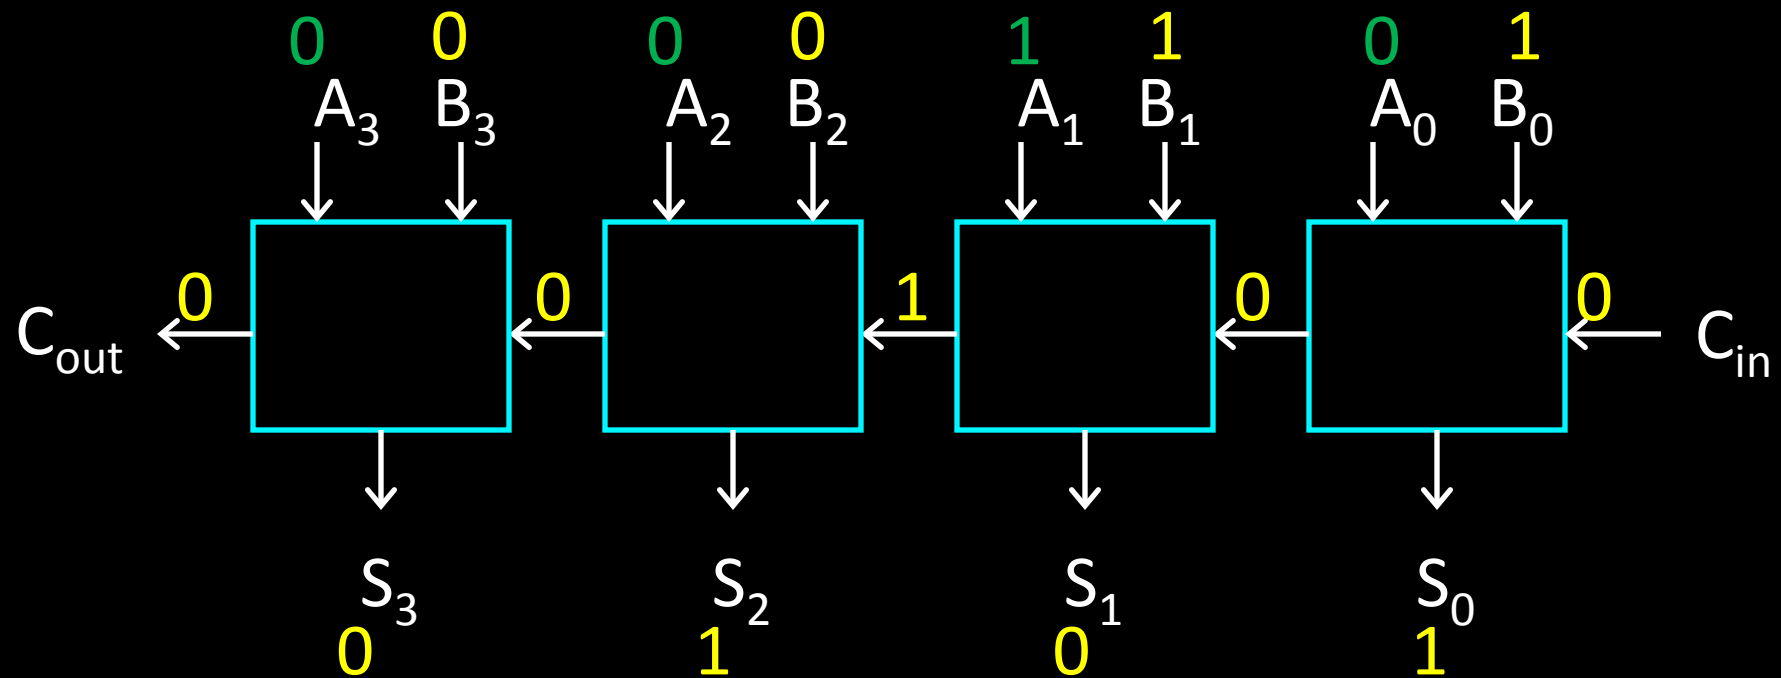 0 0 0 0 1 1 0 1
A3 B3 A2 B2 A1 B1 A0 B0
0 0 1 0 0
Cout Cin
S3 S2 S1 S0
0 1 0 1